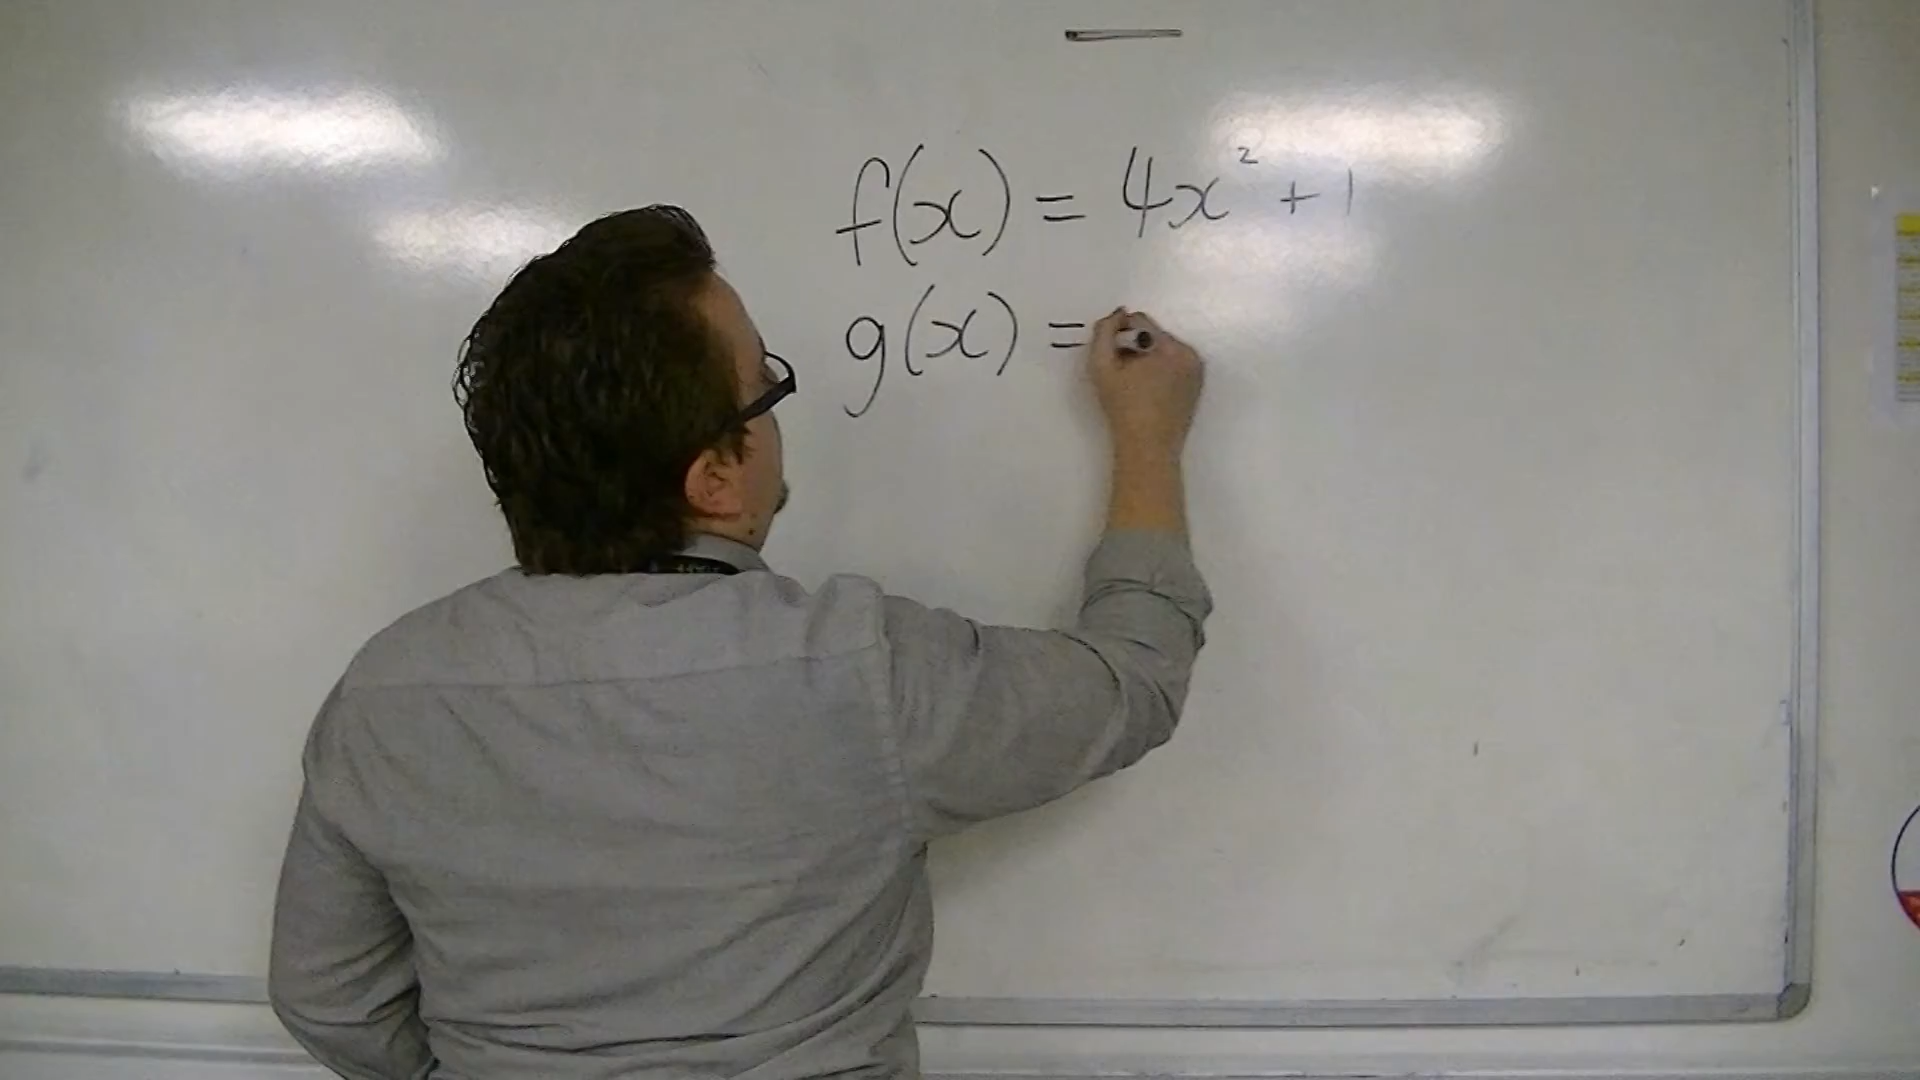 f(x) = 4x² + 1
g(x) =